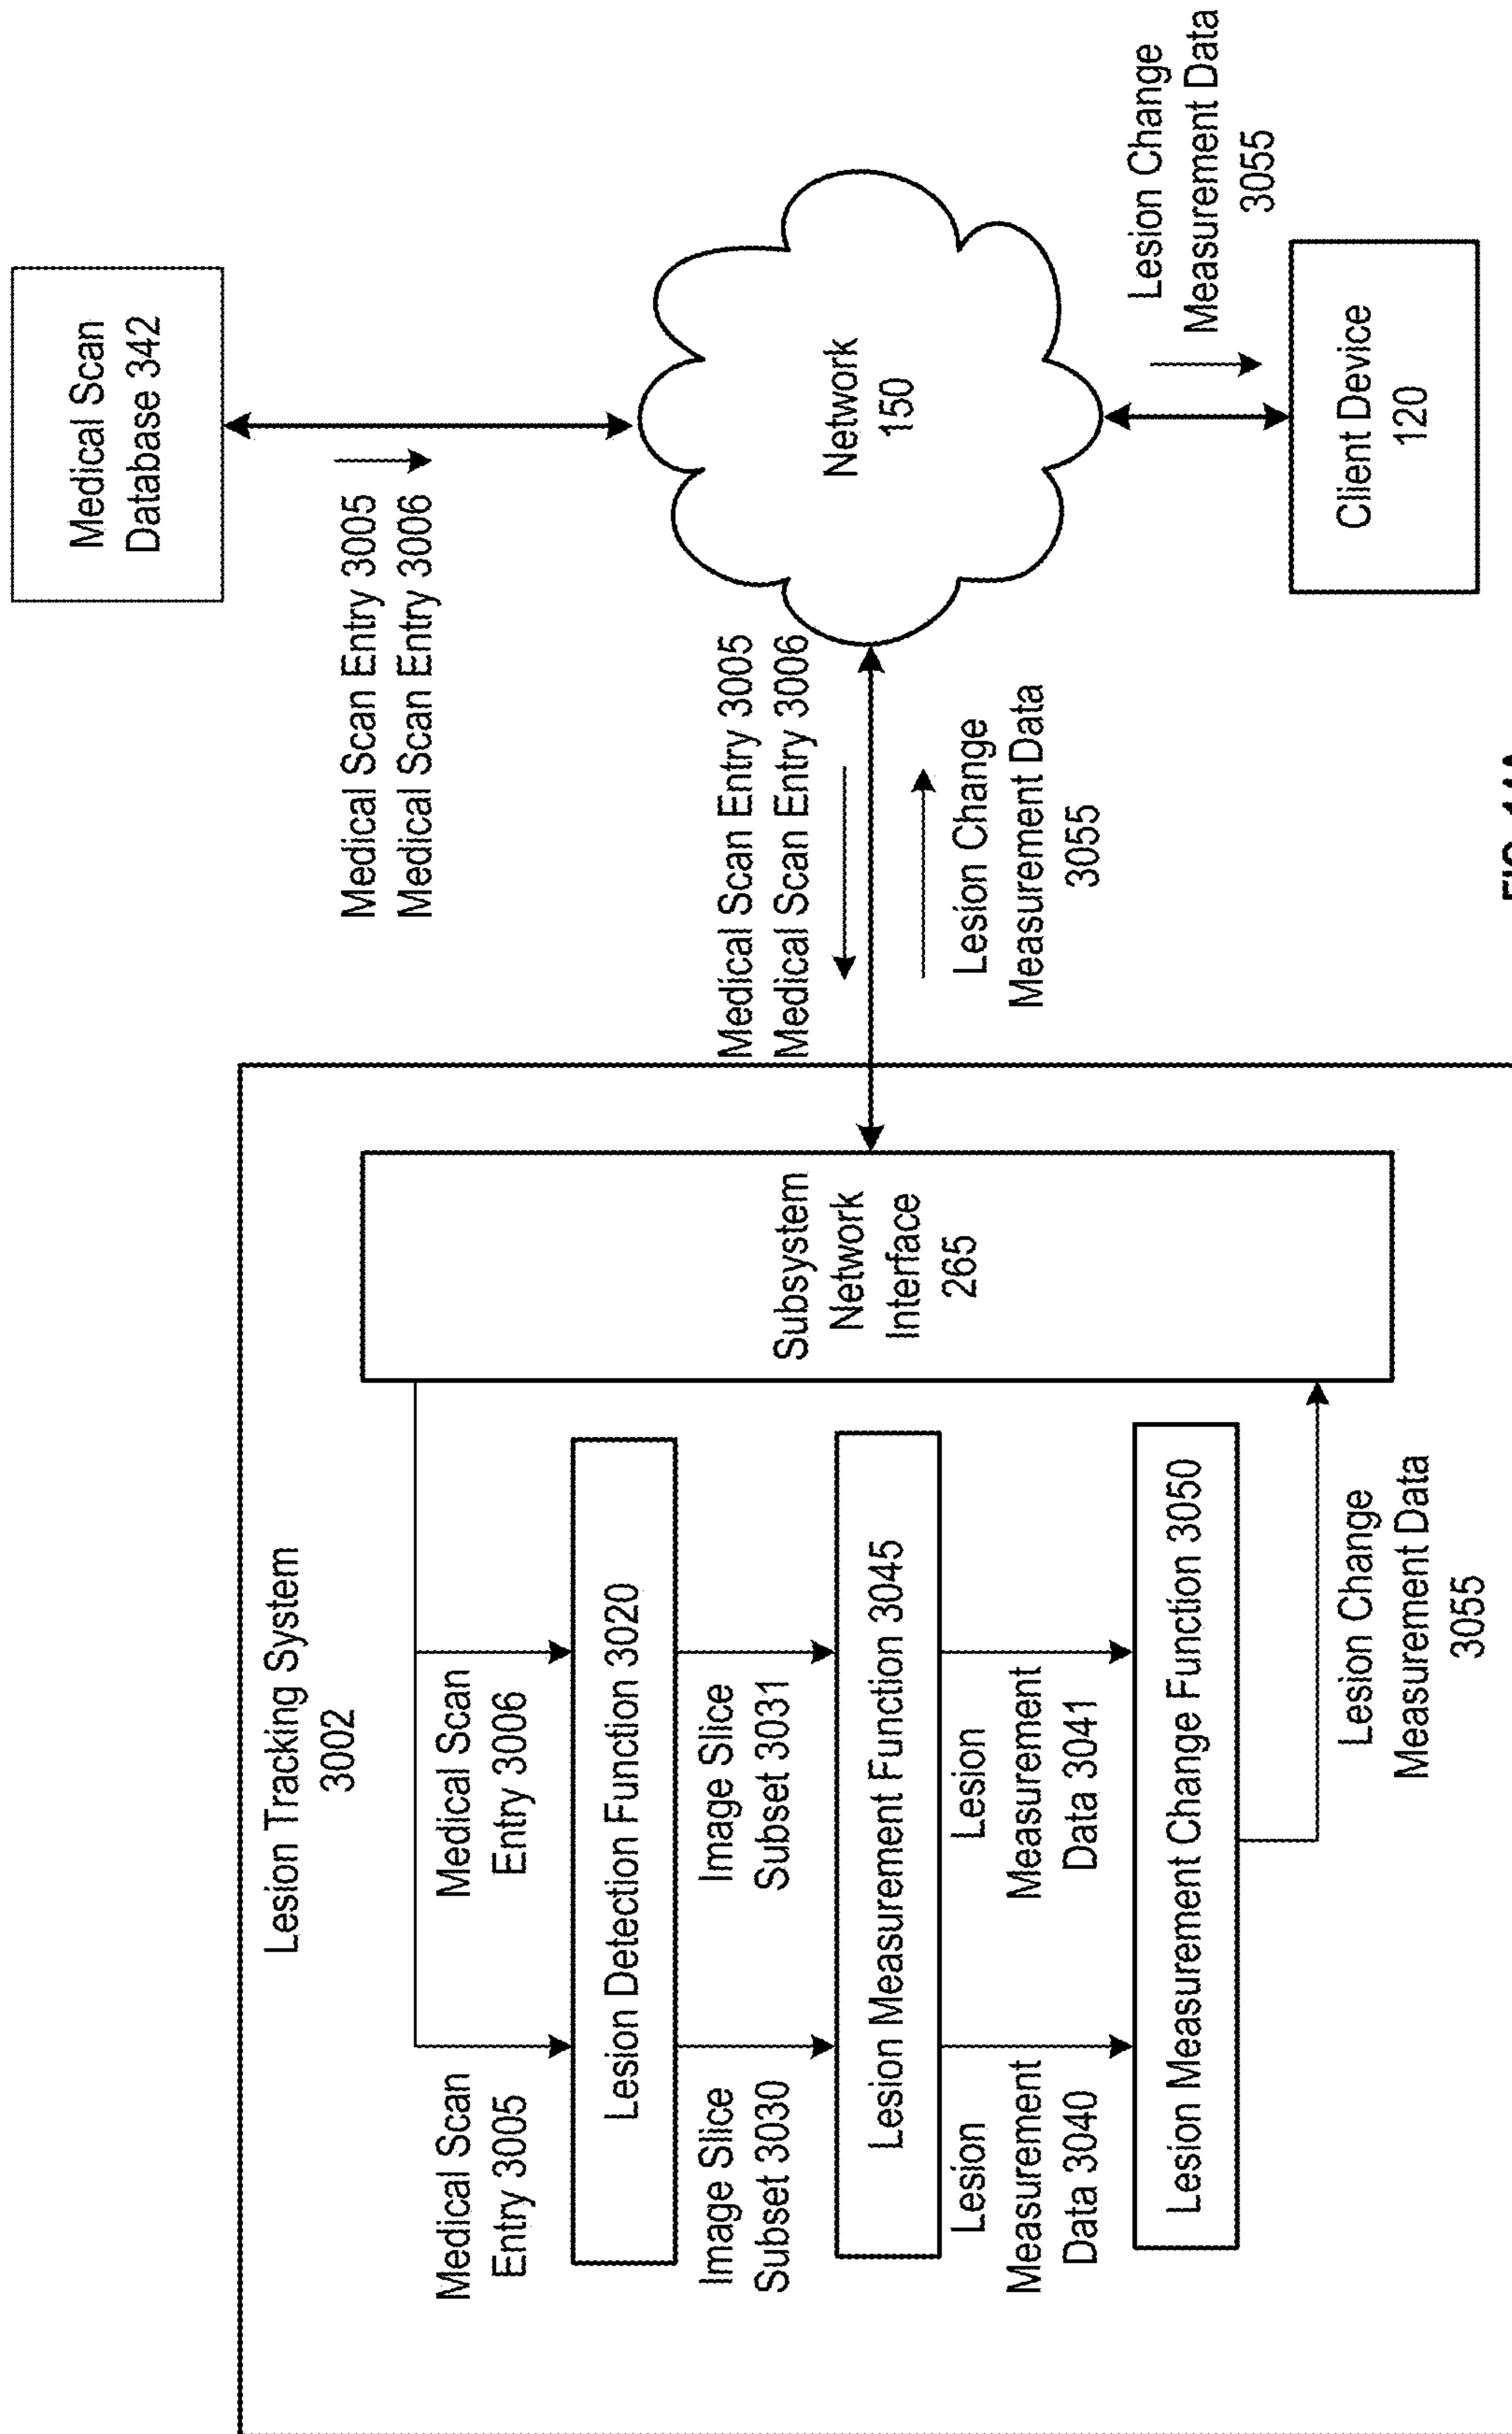 Lesion Tracking System
3002
Medical Scan
Entry 3005
Medical Scan
Entry 3006
Lesion Detection Function 3020
Image Slice
Subset 3030
Image Slice
Subset 3031
Lesion Measurement Function 3045
Lesion
Measurement
Data 3040
Lesion
Measurement
Data 3041
Lesion Measurement Change Function 3050
Lesion Change
Measurement Data
3055
Subsystem
Network
Interface
265
Medical Scan Entry 3005
Medical Scan Entry 3006
Lesion Change
Measurement Data
3055
Medical Scan
Database 342
Medical Scan Entry 3005
Medical Scan Entry 3006
Network
150
Lesion Change
Measurement Data
3055
Client Device
120